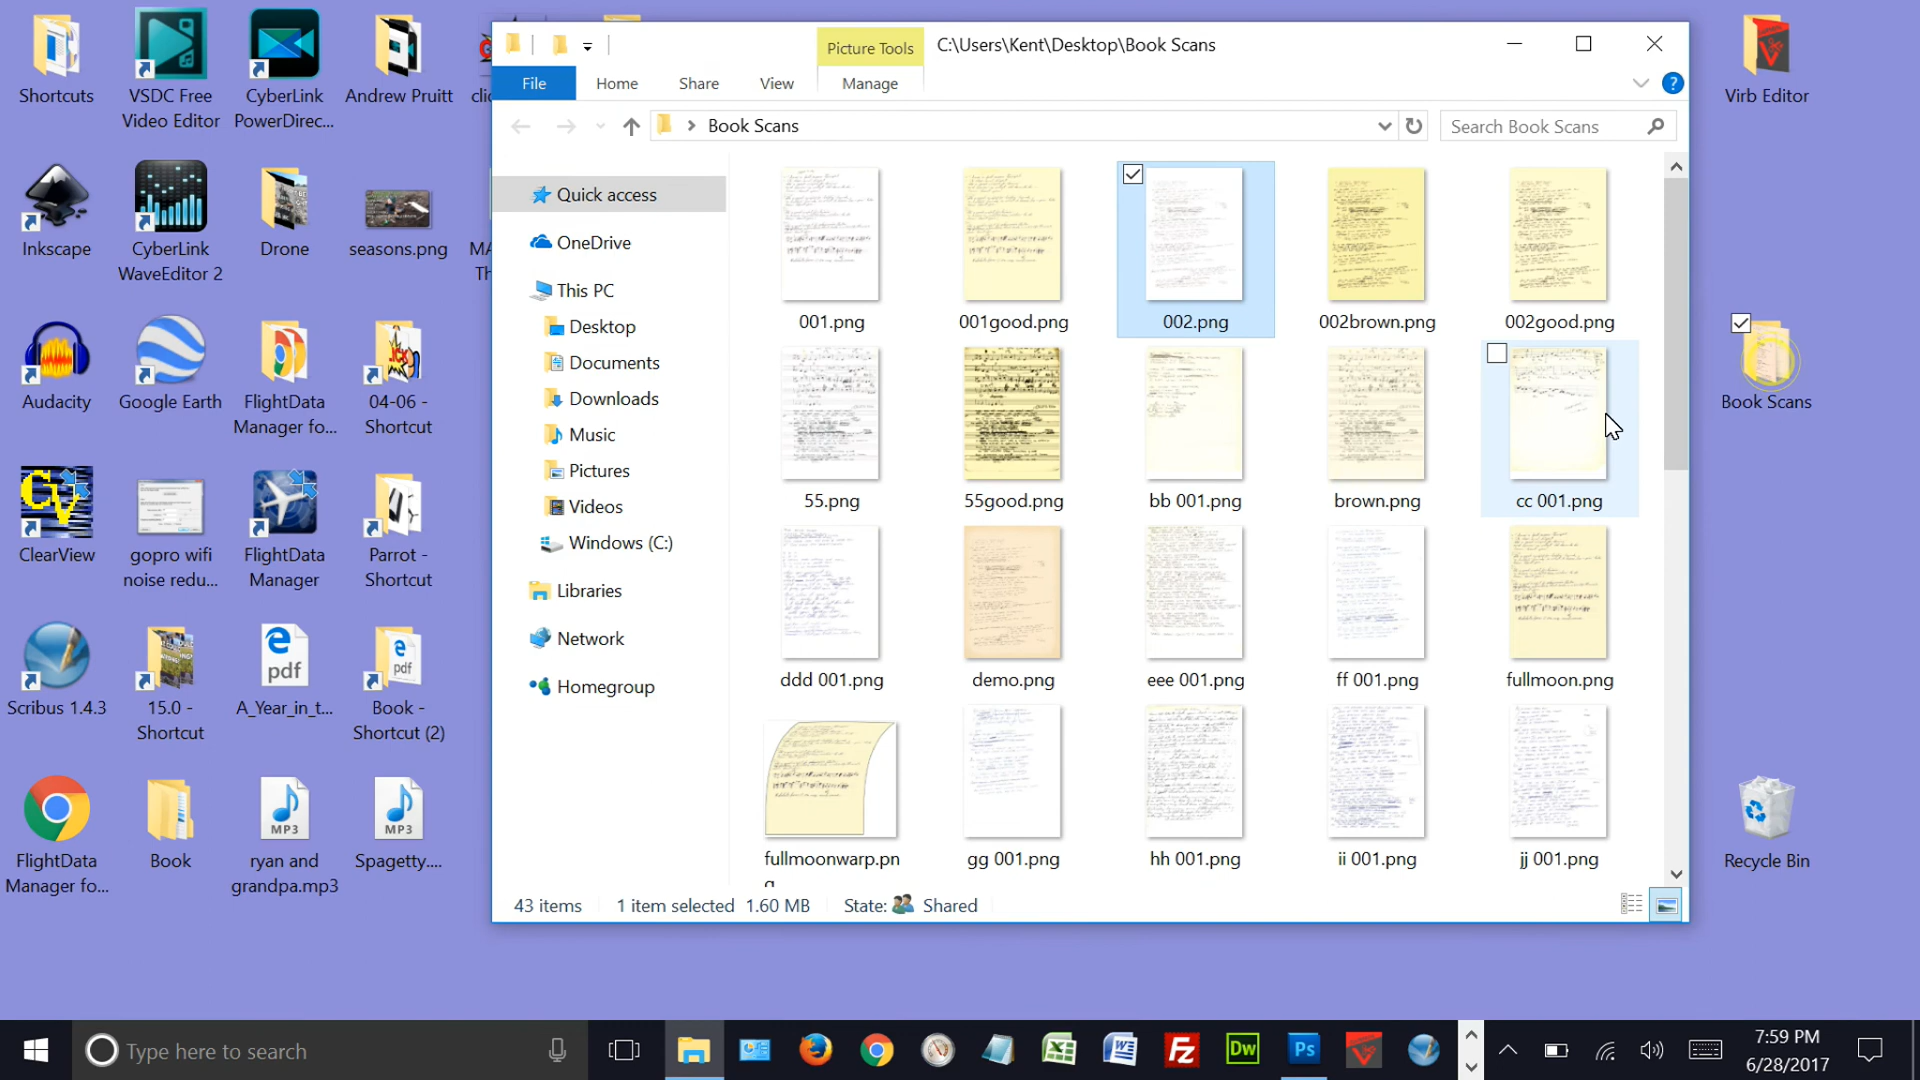 Shortcuts
VSDC Free
Video Editor
CyberLink
PowerDirec...
Andrew Pruitt
clic
Inkscape
CyberLink
WaveEditor 2
Drone
seasons.png
MA
Th
Audacity
Google Earth
FlightData
Manager fo...
04-06 -
Shortcut
CV
ClearView
gopro wifi
noise redu...
FlightData
Manager
Parrot -
Shortcut
Scribus 1.4.3
15.0 -
Shortcut
pdf
A_Year_in_t...
pdf
Book -
Shortcut (2)
FlightData
Manager fo...
Book
MP3
ryan and
grandpa.mp3
MP3
Spagetty....
Picture Tools
C:\Users\Kent\Desktop\Book Scans
File
Home
Share
View
Manage
?
Book Scans
Search Book Scans
Quick access
OneDrive
This PC
Desktop
Documents
Downloads
Music
Pictures
Videos
Windows (C:)
Libraries
Network
Homegroup
001.png
001good.png
002.png
002brown.png
002good.png
55.png
55good.png
bb 001.png
brown.png
cc 001.png
ddd 001.png
demo.png
eee 001.png
ff 001.png
fullmoon.png
fullmoonwarp.pn
g
gg 001.png
hh 001.png
ii 001.png
jj 001.png
43 items
1 item selected 1.60 MB
State: Shared
Virb Editor
Book Scans
Recycle Bin
Type here to search
Fz
Dw
Ps
7:59 PM
6/28/2017